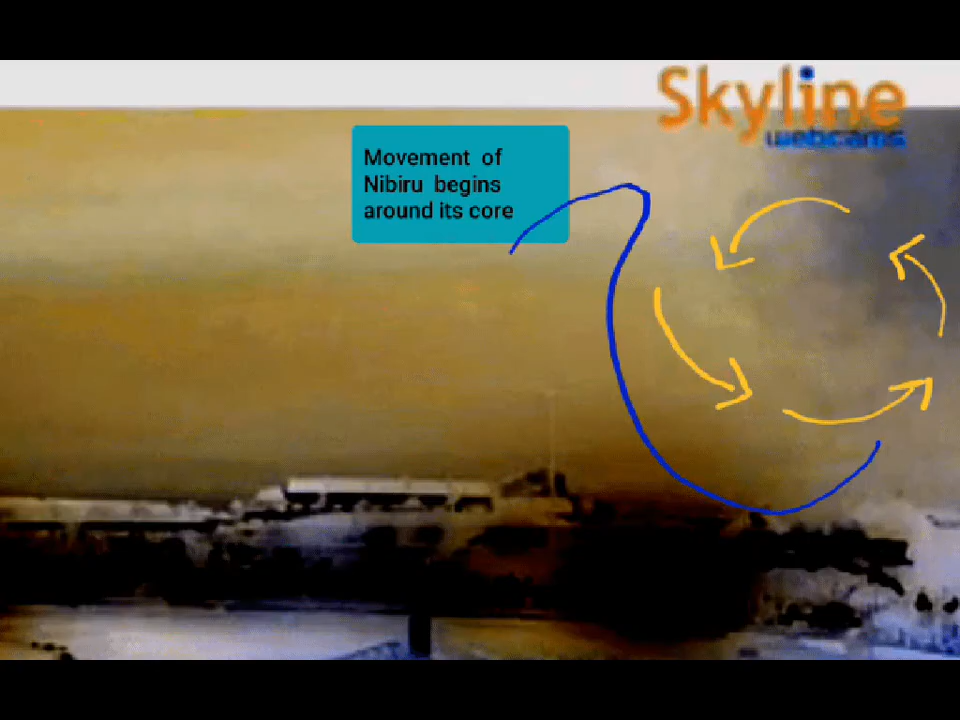 Skyline
webcams
Movement of
Nibiru begins
around its core